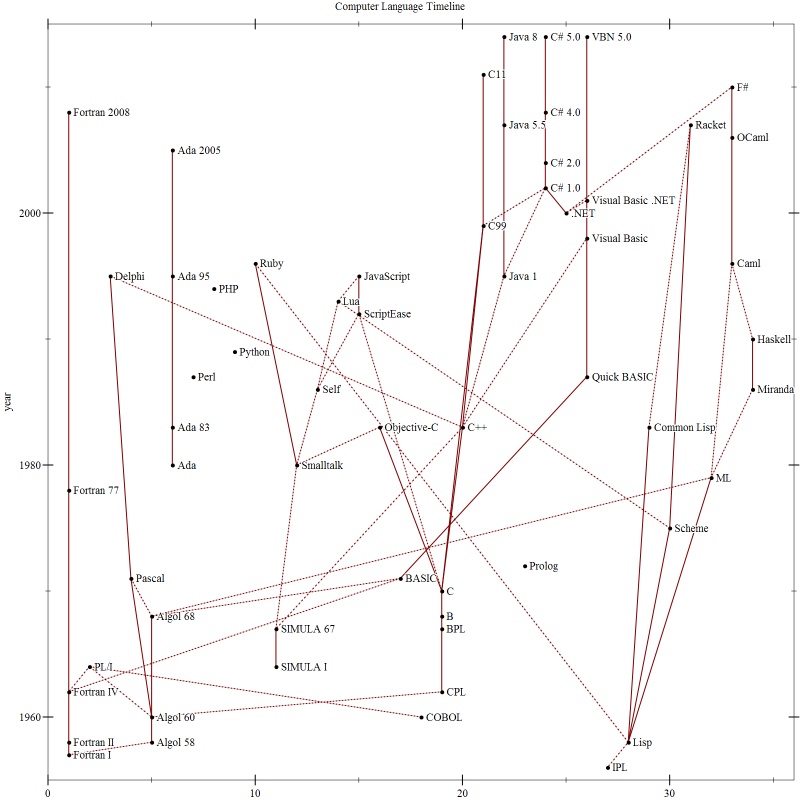 Computer Language Timeline
Java 8
C# 5.0
VBN 5.0
C11
F#
Fortran 2008
C# 4.0
Java 5.5
Racket
OCaml
Ada 2005
C# 2.0
C# 1.0
Visual Basic .NET
2000
.NET
C99
Visual Basic
Ruby
Caml
Delphi
Ada 95
JavaScript
Java 1
PHP
Lua
ScriptEase
Haskell
Python
Perl
Quick BASIC
Self
Miranda
year
Ada 83
Objective-C
C++
Common Lisp
1980
Ada
Smalltalk
ML
Fortran 77
Scheme
Prolog
Pascal
BASIC
C
Algol 68
B
SIMULA 67
BPL
PL/I
SIMULA I
Fortran IV
CPL
1960
Algol 60
COBOL
Fortran II
Algol 58
Lisp
Fortran I
IPL
0
10
20
30